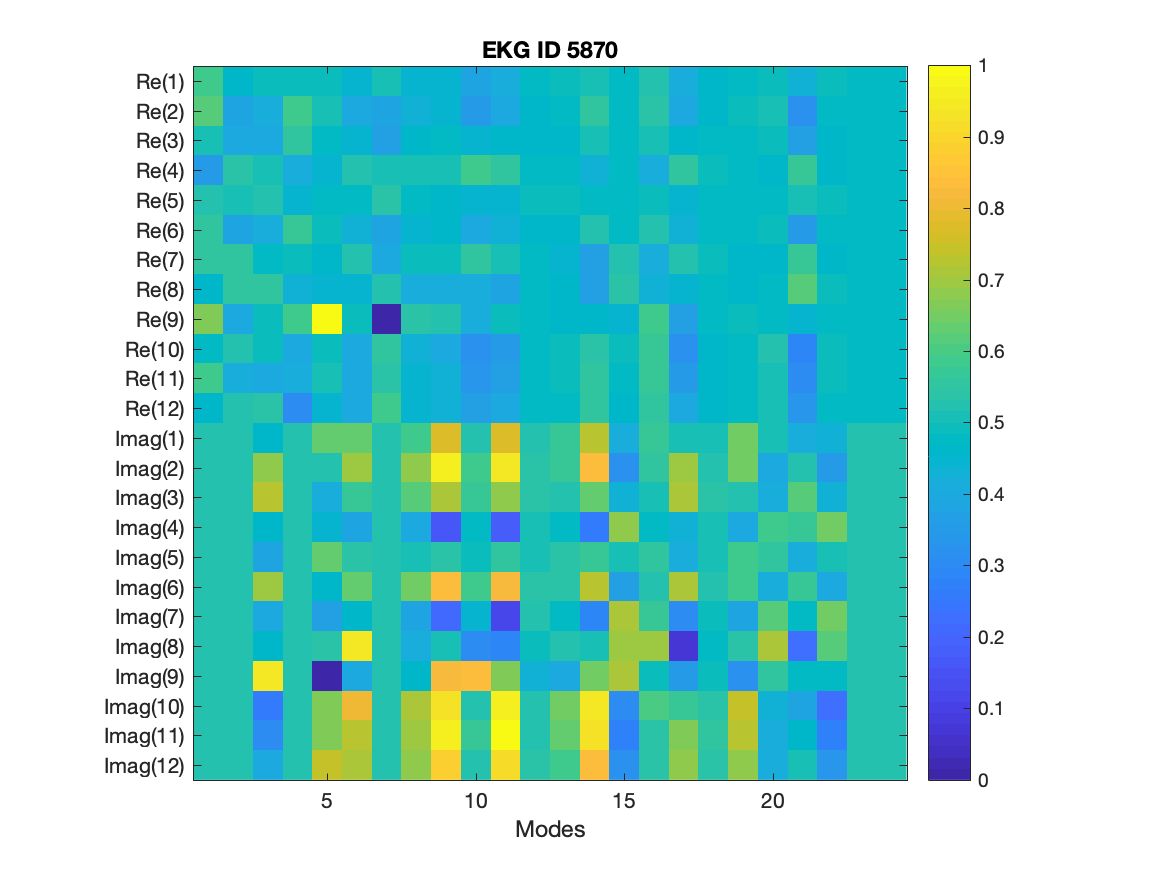 EKG ID 5870
Re(1)
Re(2)
Re(3)
Re(4)
Re(5)
Re(6)
Re(7)
Re(8)
Re(9)
Re(10)
Re(11)
Re(12)
Imag(1)
Imag(2)
Imag(3)
Imag(4)
Imag(5)
Imag(6)
Imag(7)
Imag(8)
Imag(9)
Imag(10)
Imag(11)
Imag(12)
5 10 15 20
Modes
1
0.9
0.8
0.7
0.6
0.5
0.4
0.3
0.2
0.1
0